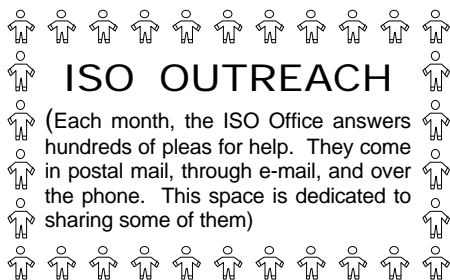 ISO OUTREACH
(Each month, the ISO Office answers
hundreds of pleas for help. They come
in postal mail, through e-mail, and over
the phone. This space is dedicated to
sharing some of them)